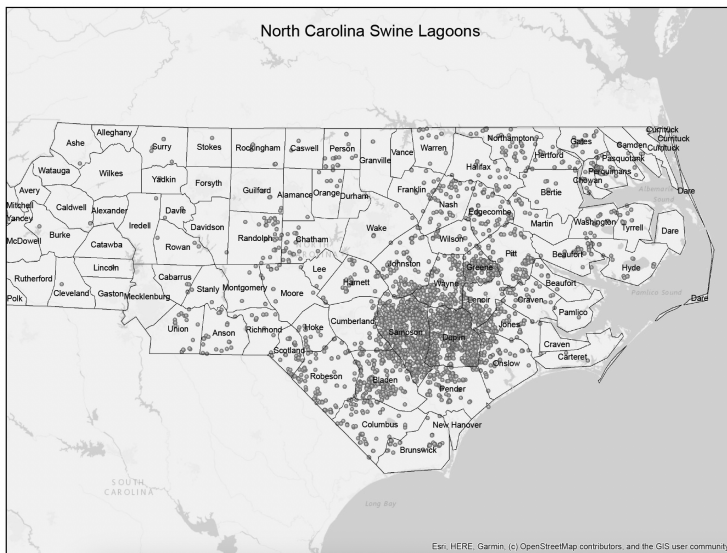 North Carolina Swine Lagoons
Currituck
Alleghany
Currituck
Ashe
Surry
Stokes
Rockingham
Caswell
Person
Northampton
Gates
Camden
Currituck
Vance
Warren
Granville
Hertford
Pasquotank
Watauga
Wilkes
Halifax
Perquimans
Chowan
Yadkin
Forsyth
Guilford
Orange
Franklin
Bertie
Avery
Alamance
Durham
Dare
Mitchell
Caldwell
Alexander
Davie
Nash
Edgecombe
Yancey
Iredell
Davidson
Martin
Washington
Tyrrell
Burke
Randolph
Chatham
Wake
Dare
McDowell
Catawba
Rowan
Wilson
Pitt
Beaufort
Lincoln
Lee
Johnston
Greene
Hyde
Rutherford
Cabarrus
Harnett
Wayne
Beaufort
Cleveland
Gaston
Mecklenburg
Stanly
Montgomery
Moore
Lenoir
Craven
Pamlico Sound
Polk
Dare
Pamlico
Union
Anson
Richmond
Hoke
Cumberland
Sampson
Duplin
Jones
Craven
Scotland
Carteret
Robeson
Bladen
Onslow
Pender
Columbus
New Hanover
Brunswick
SOUTH
CAROLINA
Long Bay
Esri, HERE, Garmin, (c) OpenStreetMap contributors, and the GIS user community